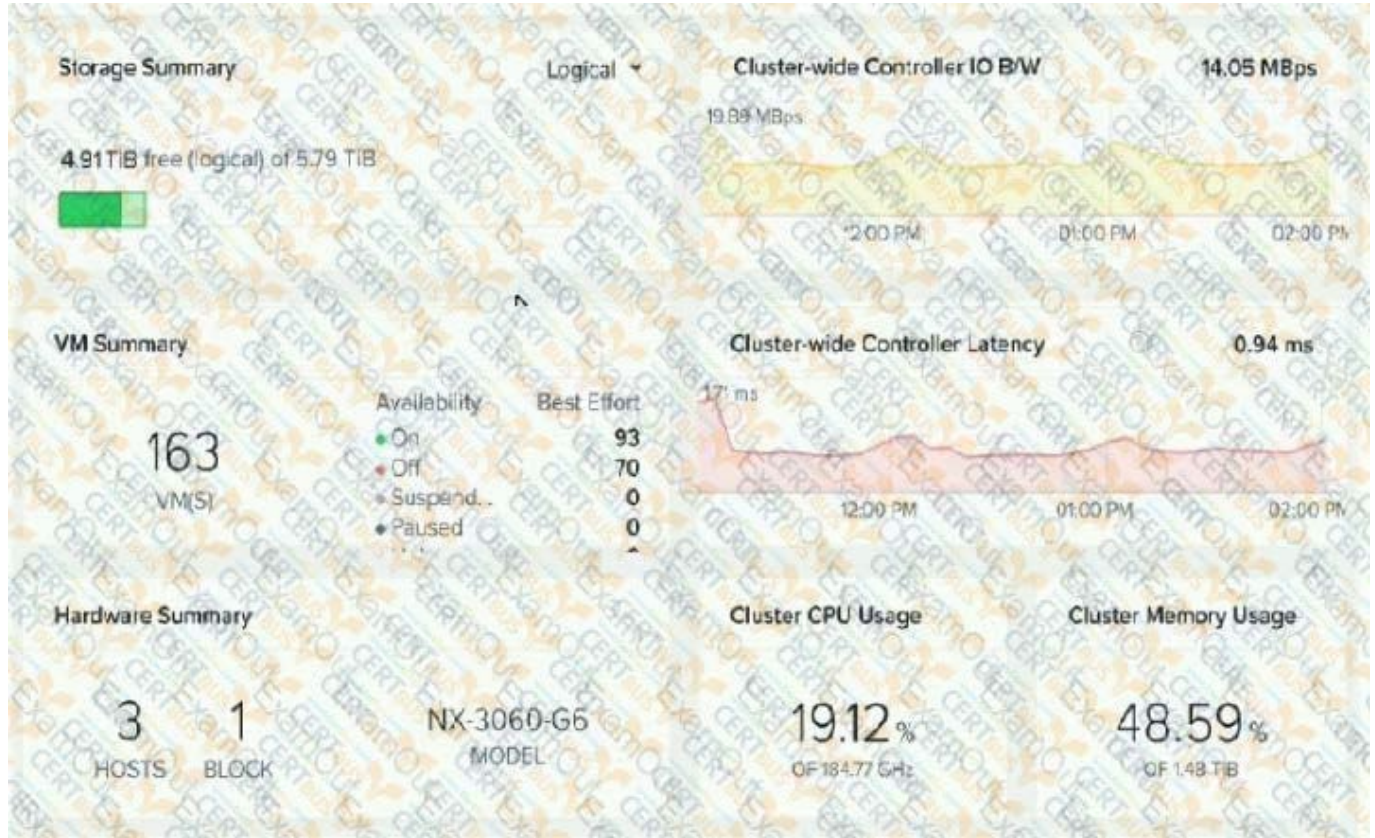 Storage Summary
Logical
4.91 TiB free (logical) of 5.79 TiB
Cluster-wide Controller IO B/W
14.05 MBps
19.89 MBps
12:00 PM
01:00 PM
02:00 PM
VM Summary
163
VM(S)
Availability
Best Effort
On
93
Off
70
Suspend...
0
Paused
0
Cluster-wide Controller Latency
0.94 ms
ms
12:00 PM
01:00 PM
02:00 PM
Hardware Summary
3
HOSTS
1
BLOCK
NX-3060-G6
MODEL
Cluster CPU Usage
19.12 %
OF 184.77 GHz
Cluster Memory Usage
48.59 %
OF 1.48 TiB